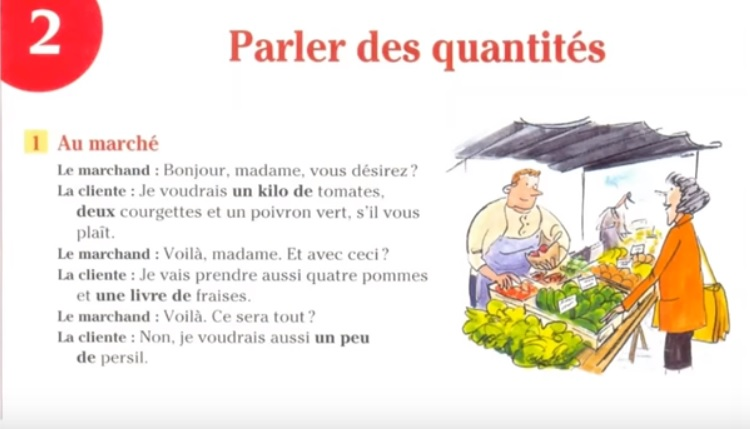 2
Parler des quantités
1 Au marché
Le marchand : Bonjour, madame, vous désirez ?
La cliente : Je voudrais un kilo de tomates,
deux courgettes et un poivron vert, s'il vous
plaît.
Le marchand : Voilà, madame. Et avec ceci ?
La cliente : Je vais prendre aussi quatre pommes
et une livre de fraises.
Le marchand : Voilà. Ce sera tout ?
La cliente : Non, je voudrais aussi un peu
de persil.